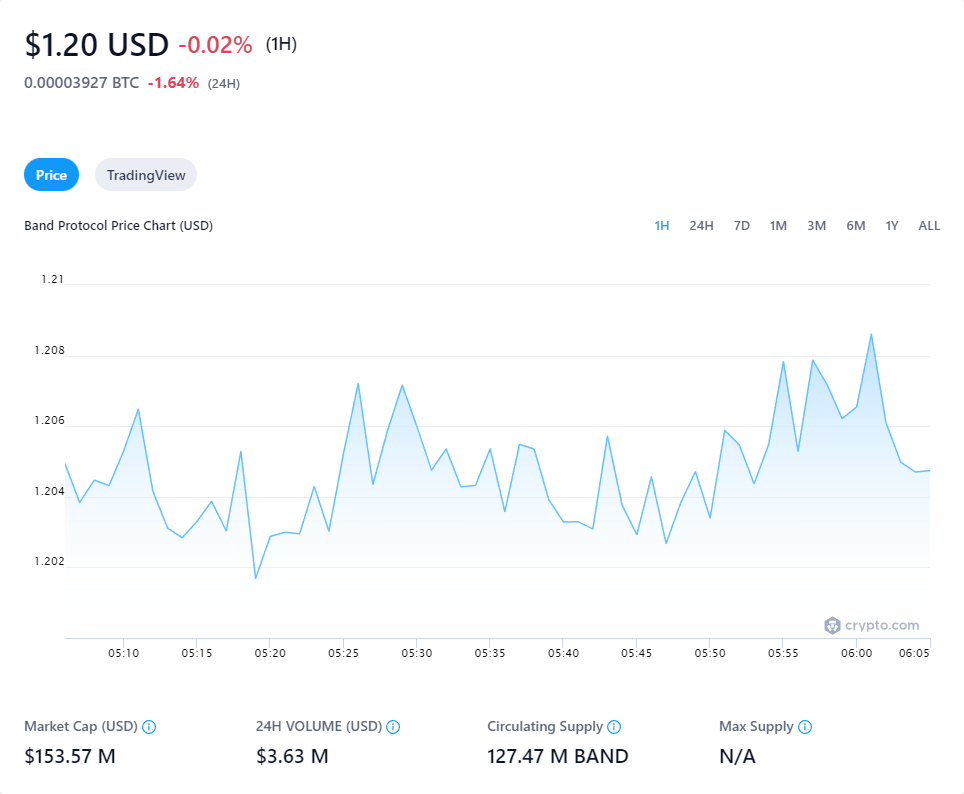 $1.20 USD -0.02% (1H)
0.00003927 BTC -1.64% (24H)
Price TradingView
Band Protocol Price Chart (USD) 1H 24H 7D 1M 3M 6M 1Y ALL
1.21
1.208
1.206
1.204
1.202
crypto.com
05:10 05:15 05:20 05:25 05:30 05:35 05:40 05:45 05:50 05:55 06:00 06:05
Market Cap (USD) 24H VOLUME (USD) Circulating Supply Max Supply
$153.57 M $3.63 M 127.47 M BAND N/A